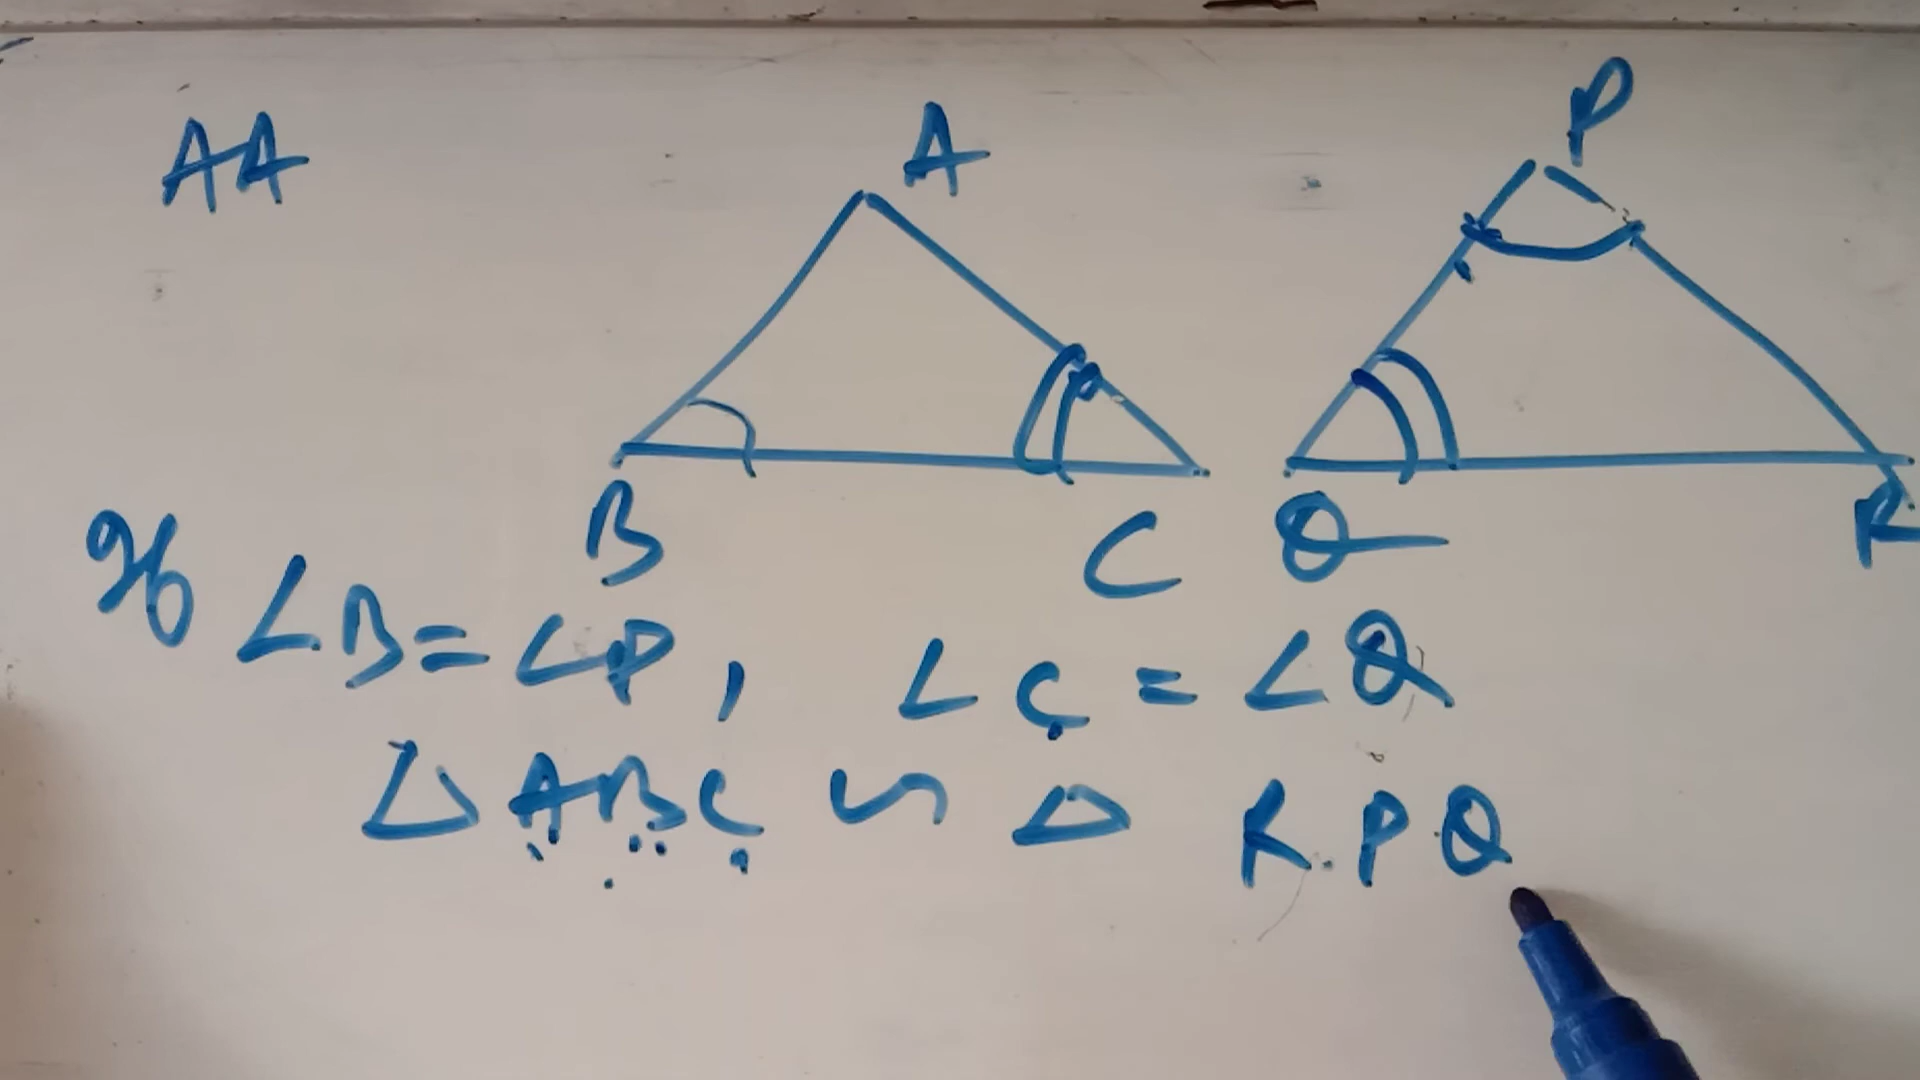 AA
A
P
B
C
Q
R
If ∠B = ∠P, ∠C = ∠Q
△ABC ∽ △RPQ